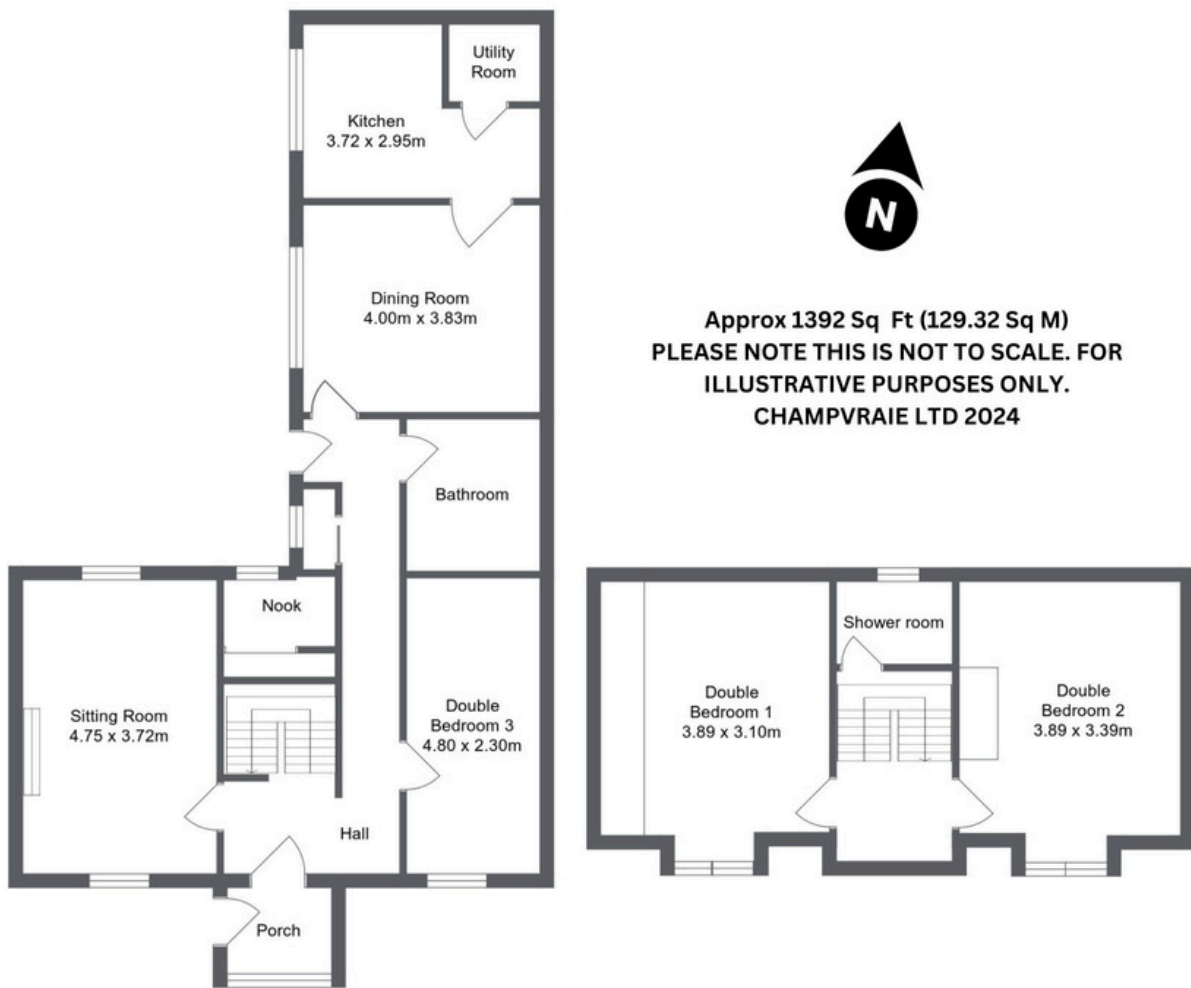 Utility
Room
Kitchen
3.72 x 2.95m
Dining Room
4.00m x 3.83m
Bathroom
Nook
Sitting Room
4.75 x 3.72m
Double
Bedroom 3
4.80 x 2.30m
Hall
Porch
N
Approx 1392 Sq Ft (129.32 Sq M)
PLEASE NOTE THIS IS NOT TO SCALE. FOR
ILLUSTRATIVE PURPOSES ONLY.
CHAMPVRAIE LTD 2024
Shower room
Double
Bedroom 1
3.89 x 3.10m
Double
Bedroom 2
3.89 x 3.39m